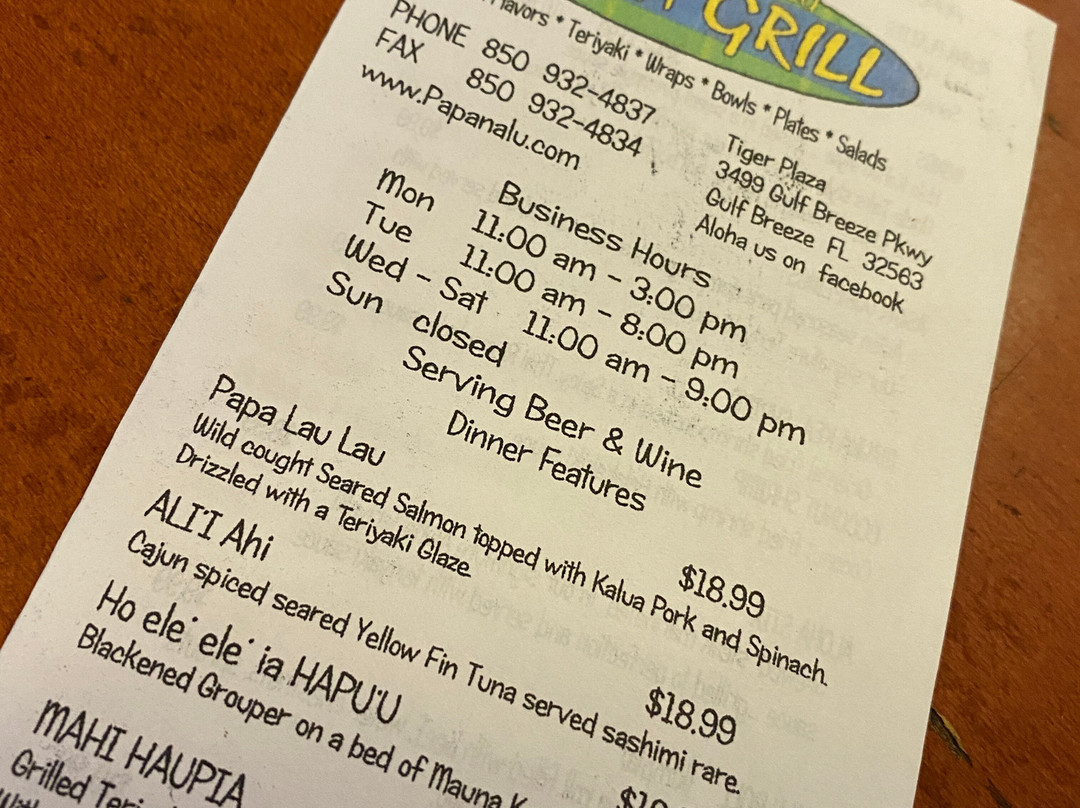 GRILL
Flavors * Teriyaki * Wraps * Bowls * Plates * Salads
PHONE 850 932-4837
FAX 850 932-4834
www.Papanalu.com
Tiger Plaza
3499 Gulf Breeze Pkwy
Gulf Breeze FL 32563
Aloha us on facebook
Business Hours
Mon 11:00 am - 3:00 pm
Tue 11:00 am - 8:00 pm
Wed - Sat 11:00 am - 9:00 pm
Sun closed
Serving Beer & Wine
Dinner Features
Papa Lau Lau $18.99
Wild cought Seared Salmon topped with Kalua Pork and Spinach.
Drizzled with a Teriyaki Glaze.
ALI'I Ahi $18.99
Cajun spiced seared Yellow Fin Tuna served sashimi rare.
Ho ele' ele' ia HAPU'U
Blackened Grouper on a bed of Mauna
MAHI HAUPIA
Grilled